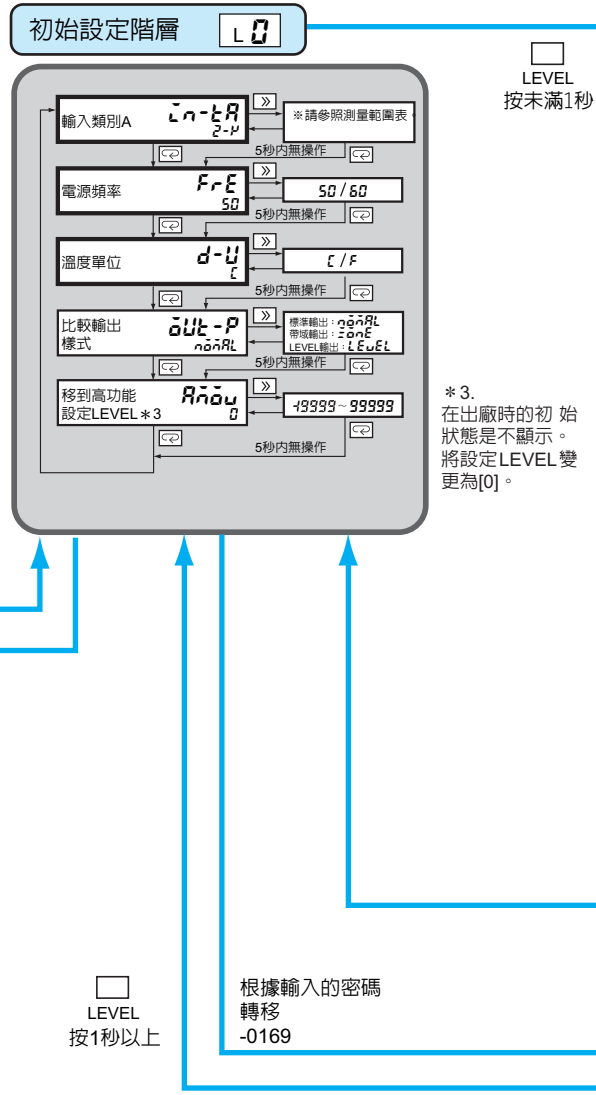 初始設定階層 L 0
LEVEL
按未滿1秒
輸入類別A in-tA
2-M
※請參照測量範圍表
5秒内無操作
電源頻率 FrE
50
50/60
5秒内無操作
溫度單位 d-U
C
C/F
5秒内無操作
比較輸出
樣式
oUt-P
noMAL
標準輸出：noMAL
帶域輸出：ZonE
LEVEL輸出：LEvEL
5秒内無操作
移到高功能
設定LEVEL＊3
AMov
0
-19999~99999
5秒内無操作
＊3.
在出廠時的初 始
狀態是不顯示。
將設定LEVEL變
更為[0]。
LEVEL
按1秒以上
根據輸入的密碼
轉移
-0169